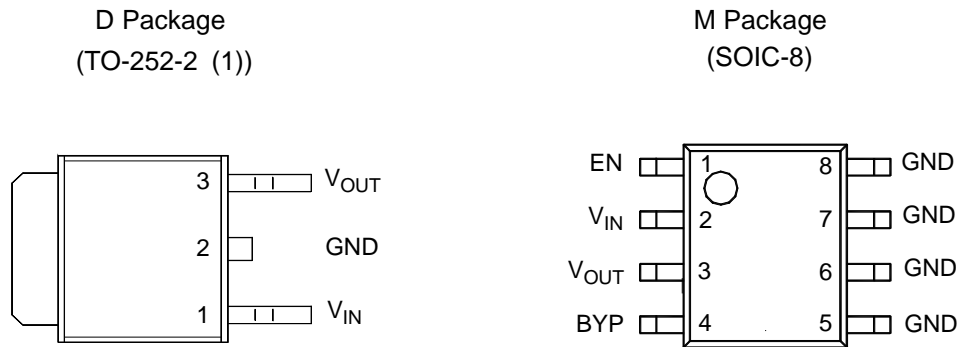 D Package
(TO-252-2 (1))
3 VOUT
2 GND
1 VIN
M Package
(SOIC-8)
EN 1 8 GND
VIN 2 7 GND
VOUT 3 6 GND
BYP 4 5 GND